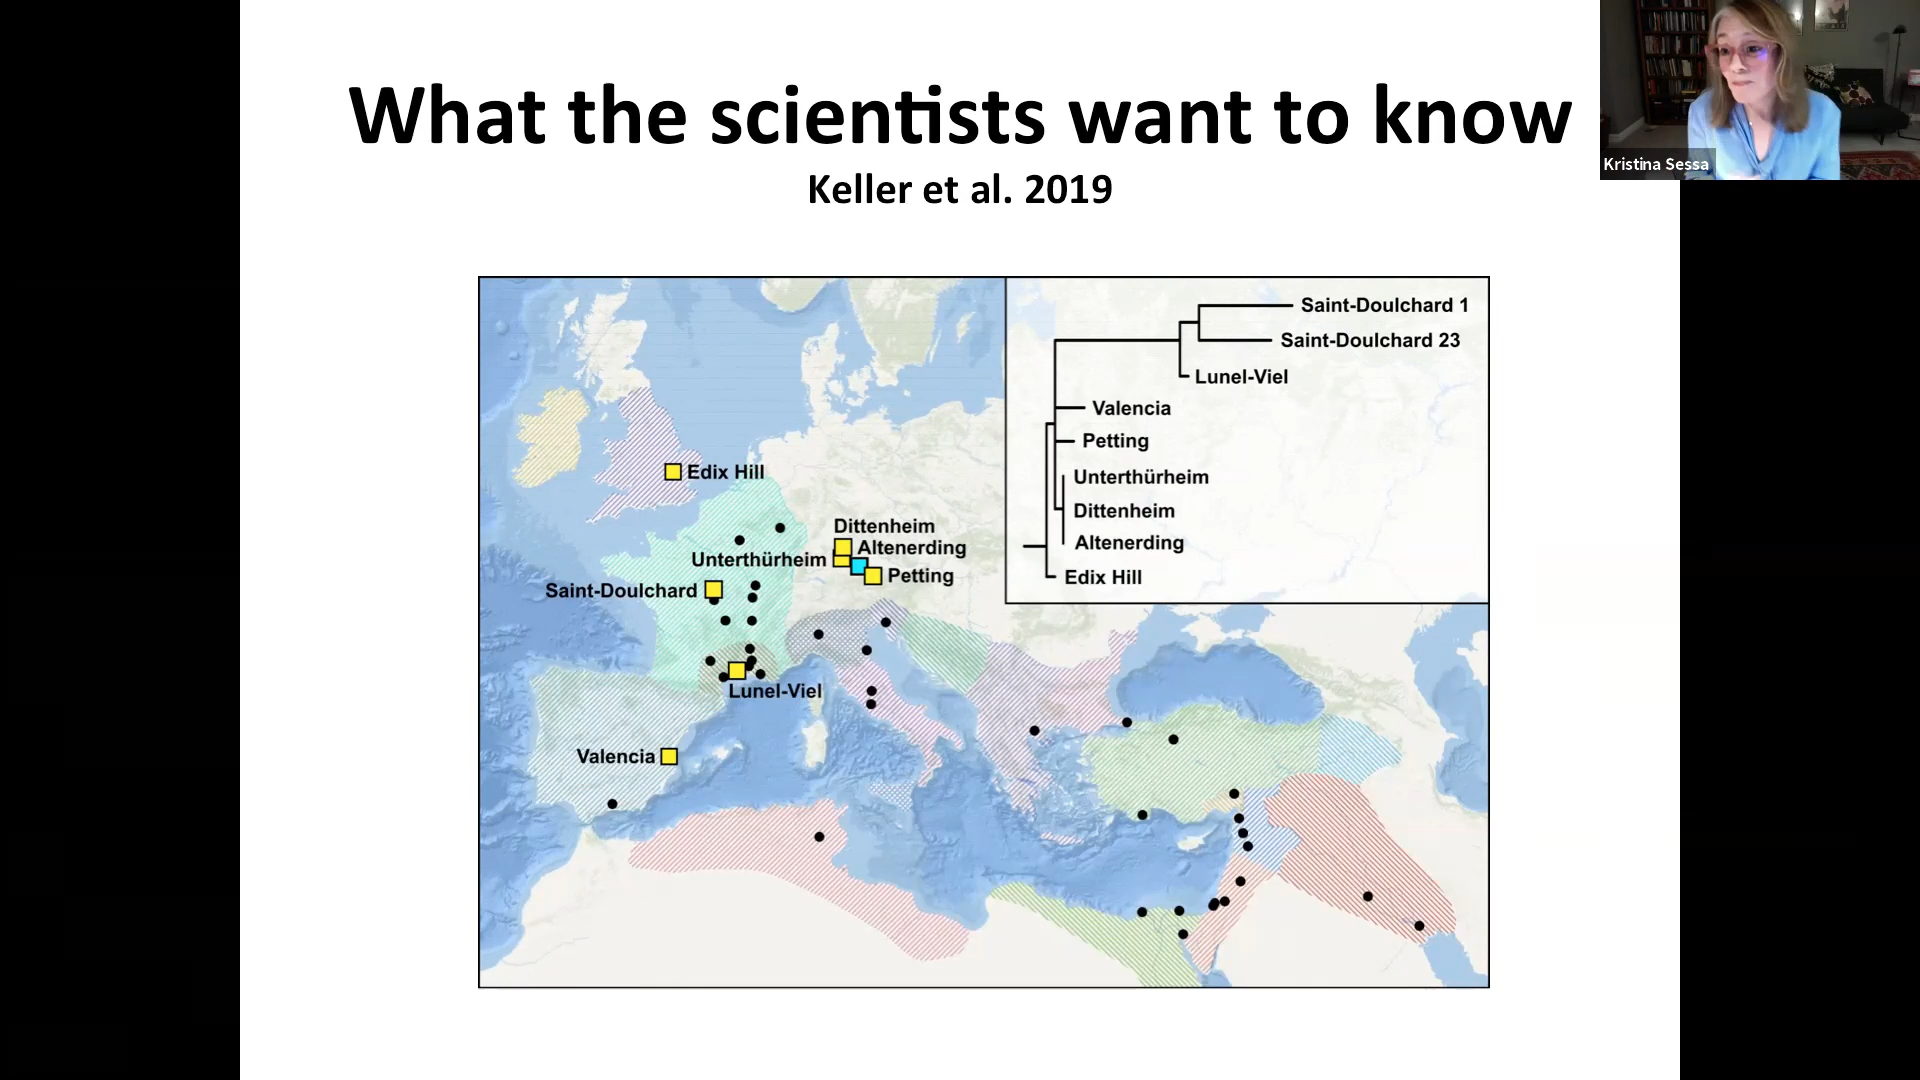 What the scientists want to know
Keller et al. 2019
Kristina Sessa
Saint-Doulchard 1
Saint-Doulchard 23
Lunel-Viel
Valencia
Petting
Unterthürheim
Dittenheim
Altenerding
Edix Hill
Edix Hill
Dittenheim
Altenerding
Unterthürheim
Petting
Saint-Doulchard
Lunel-Viel
Valencia